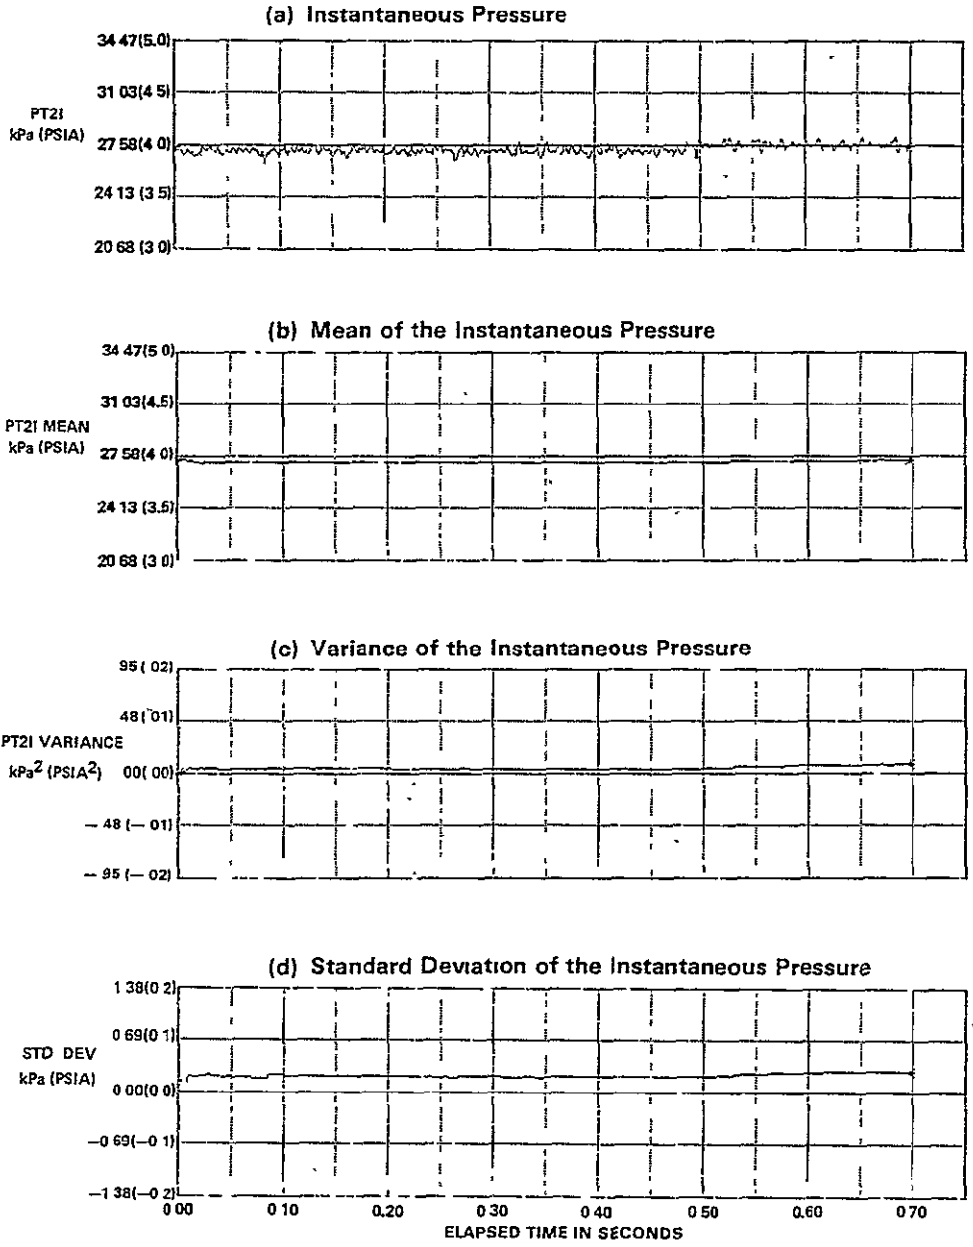 (a) Instantaneous Pressure
34 47(5.0)
31 03(4 5)
PT2I
kPa (PSIA)
27 58(4 0)
24 13 (3 5)
20 68 (3 0)
(b) Mean of the Instantaneous Pressure
34 47(5 0)
31 03(4.5)
PT2I MEAN
kPa (PSIA)
27 58(4 0)
24 13 (3.5)
20 68 (3 0)
(c) Variance of the Instantaneous Pressure
95( 02)
48( 01)
PT2I VARIANCE
kPa2 (PSIA2)
00( 00)
– 48 (– 01)
– 95 (– 02)
(d) Standard Deviation of the Instantaneous Pressure
1 38(0 2)
0 69(0 1)
STD DEV
kPa (PSIA)
0 00(0 0)
–0 69(–0 1)
–1 38(–0 2)
0 00 0 10 0.20 0 30 0 40 0 50 0.60 0 70
ELAPSED TIME IN SECONDS